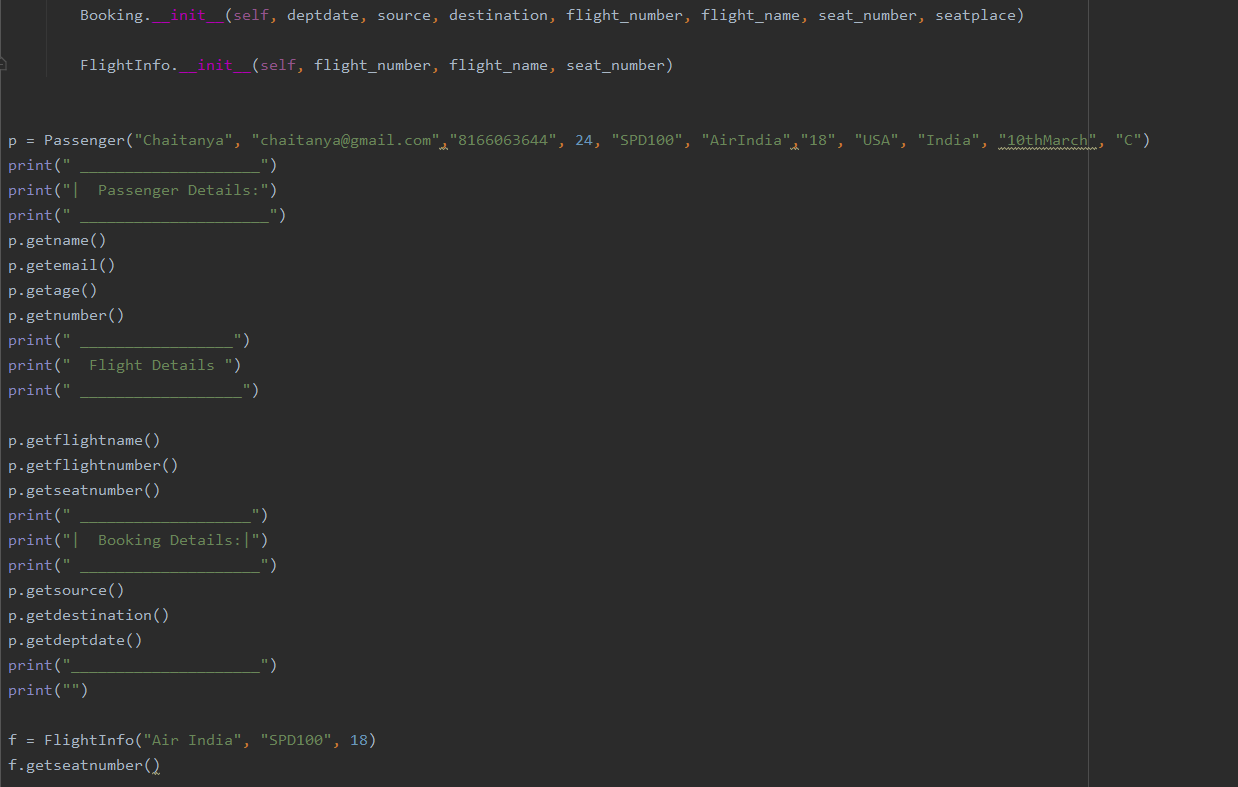 Booking.__init__(self, deptdate, source, destination, flight_number, flight_name, seat_number, seatplace)
FlightInfo.__init__(self, flight_number, flight_name, seat_number)
p = Passenger("Chaitanya", "chaitanya@gmail.com","8166063644", 24, "SPD100", "AirIndia","18", "USA", "India", "10thMarch", "C")
print(" ____________________")
print("|  Passenger Details:")
print(" _____________________")
p.getname()
p.getemail()
p.getage()
p.getnumber()
print(" _________________")
print("  Flight Details ")
print(" __________________")
p.getflightname()
p.getflightnumber()
p.getseatnumber()
print(" ___________________")
print("|  Booking Details:|")
print(" ____________________")
p.getsource()
p.getdestination()
p.getdeptdate()
print("_____________________")
print("")
f = FlightInfo("Air India", "SPD100", 18)
f.getseatnumber()